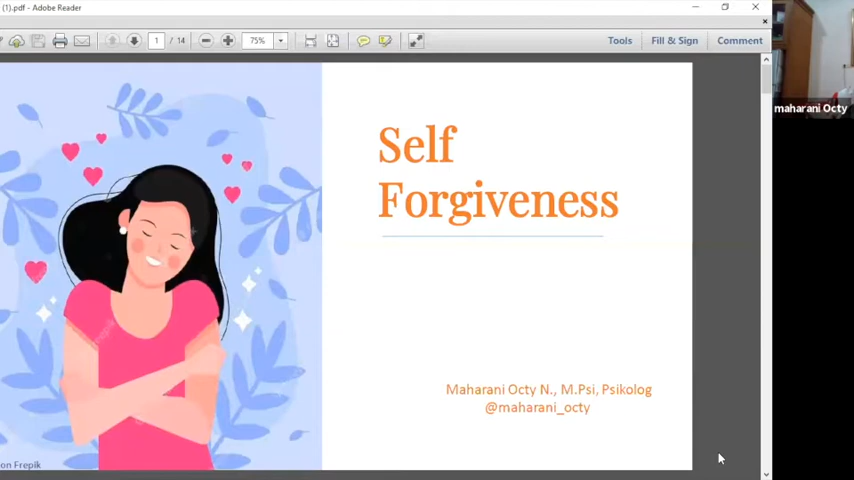 (1).pdf - Adobe Reader
1 / 14
75%
Tools
Fill & Sign
Comment
maharani Octy
Self
Forgiveness
Maharani Octy N., M.Psi, Psikolog
@maharani_octy
on Frepik